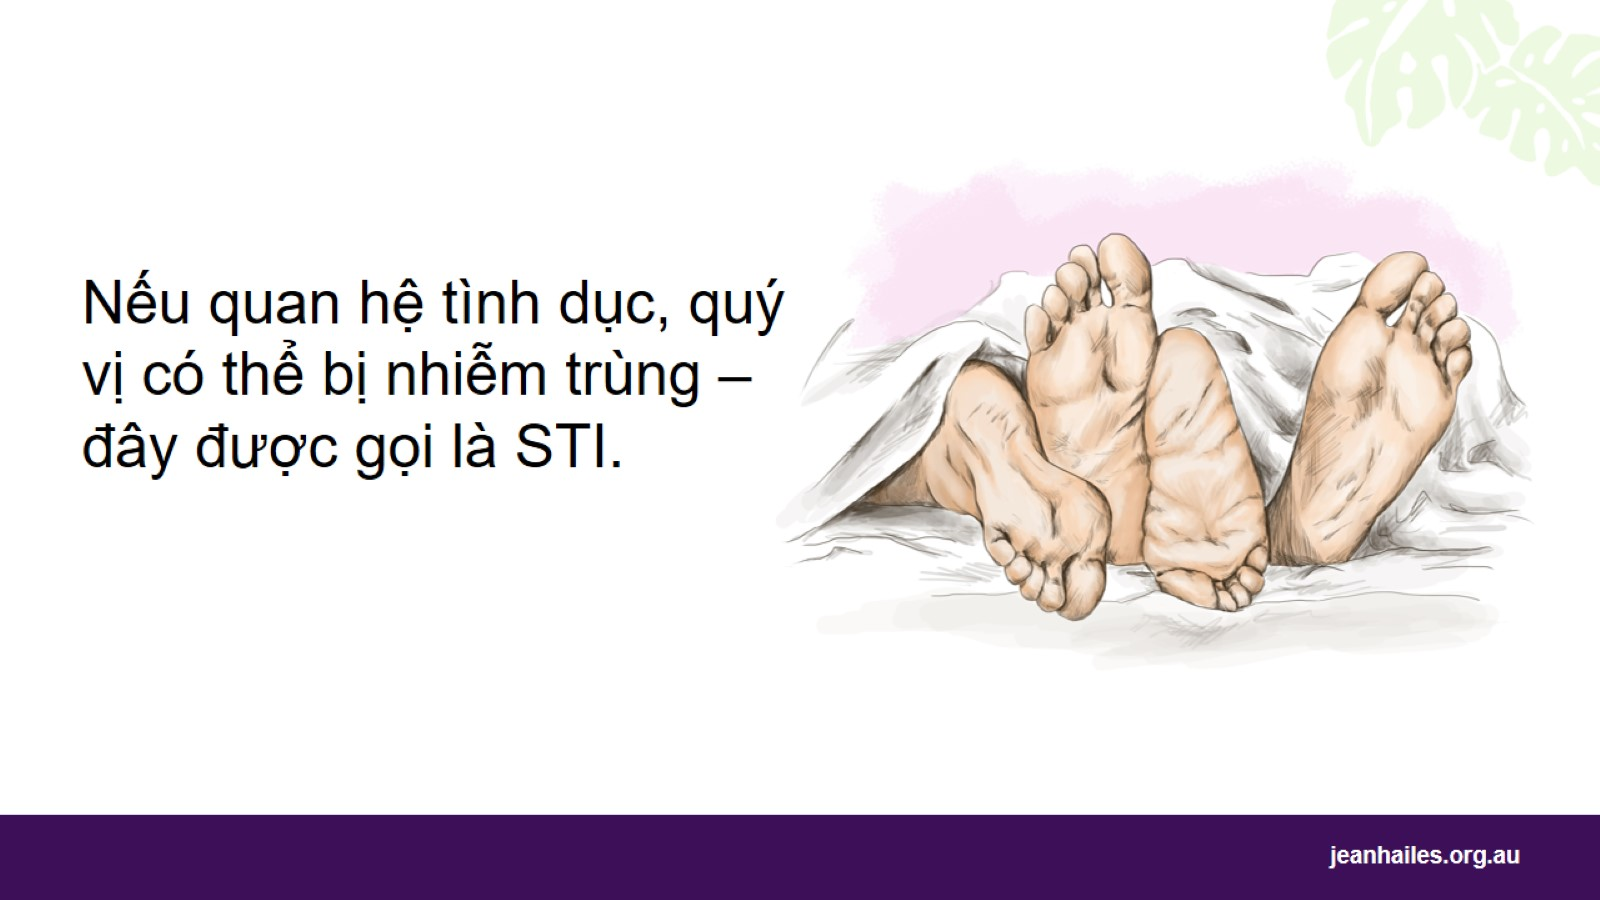 Nếu quan hệ tình dục, quý
vị có thể bị nhiễm trùng –
đây được gọi là STI.
jeanhailes.org.au